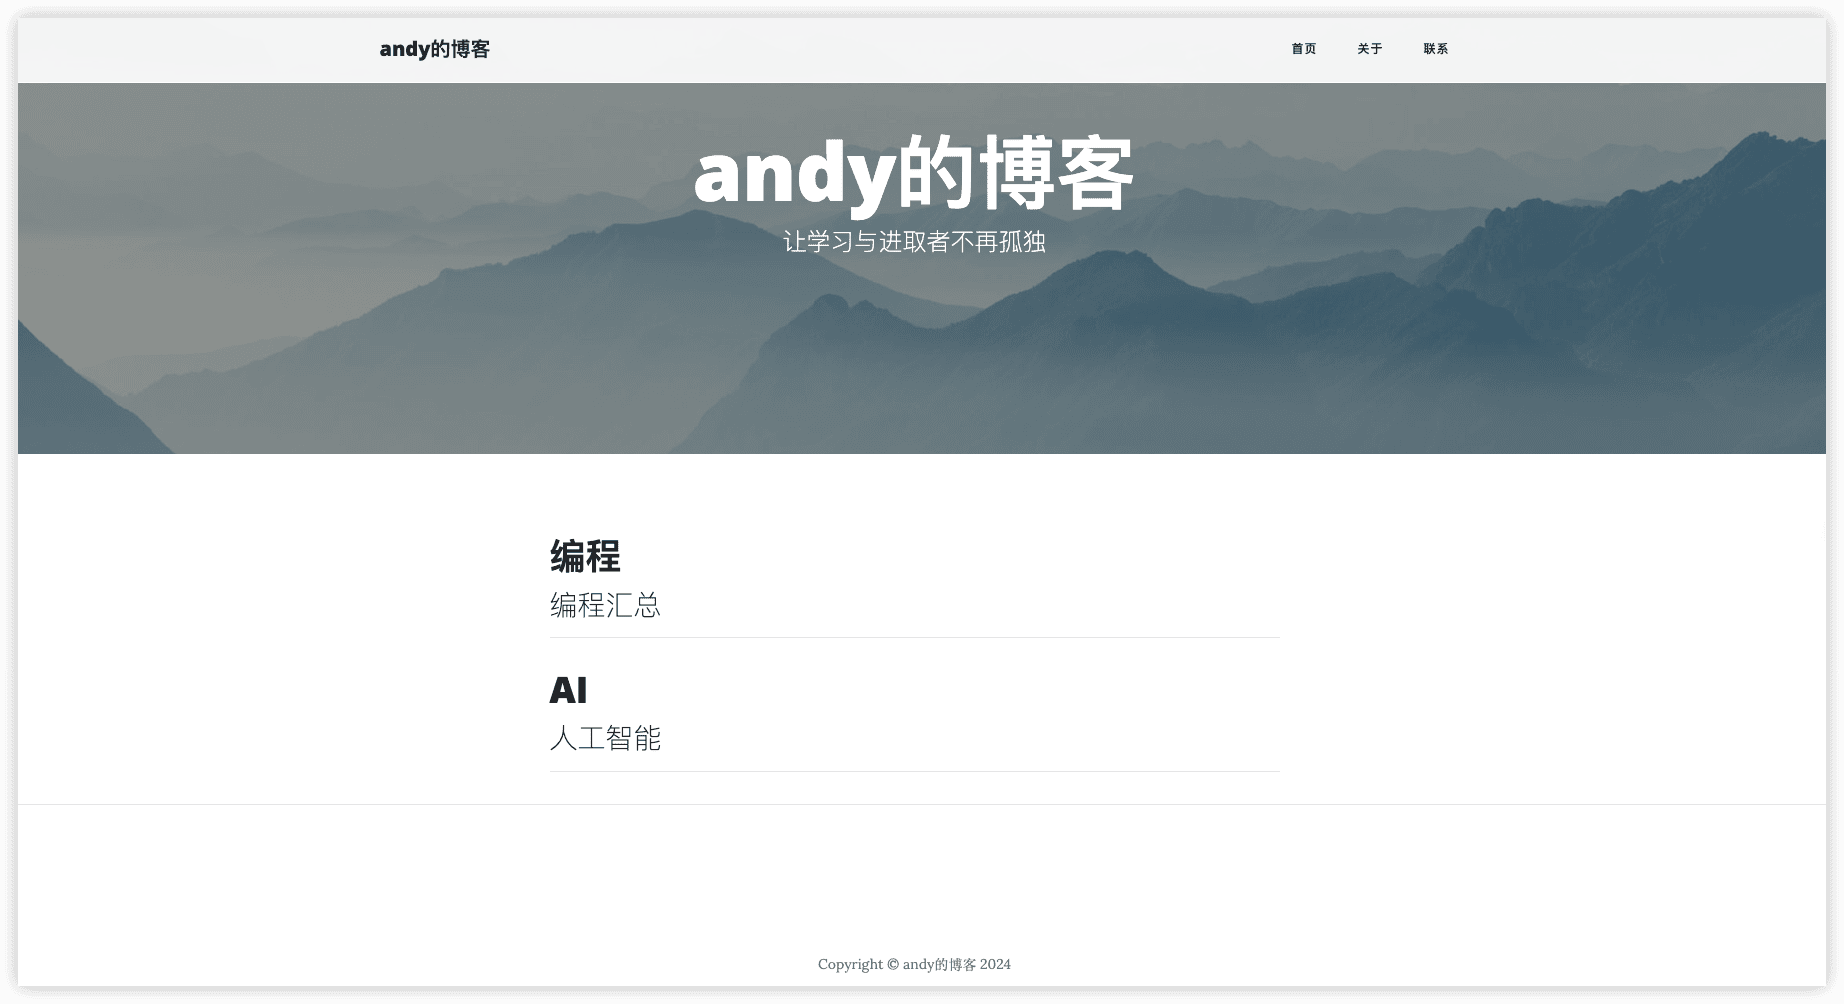 andy的博客
首页 关于 联系
andy的博客
让学习与进取者不再孤独
编程
编程汇总
AI
人工智能
Copyright © andy的博客 2024